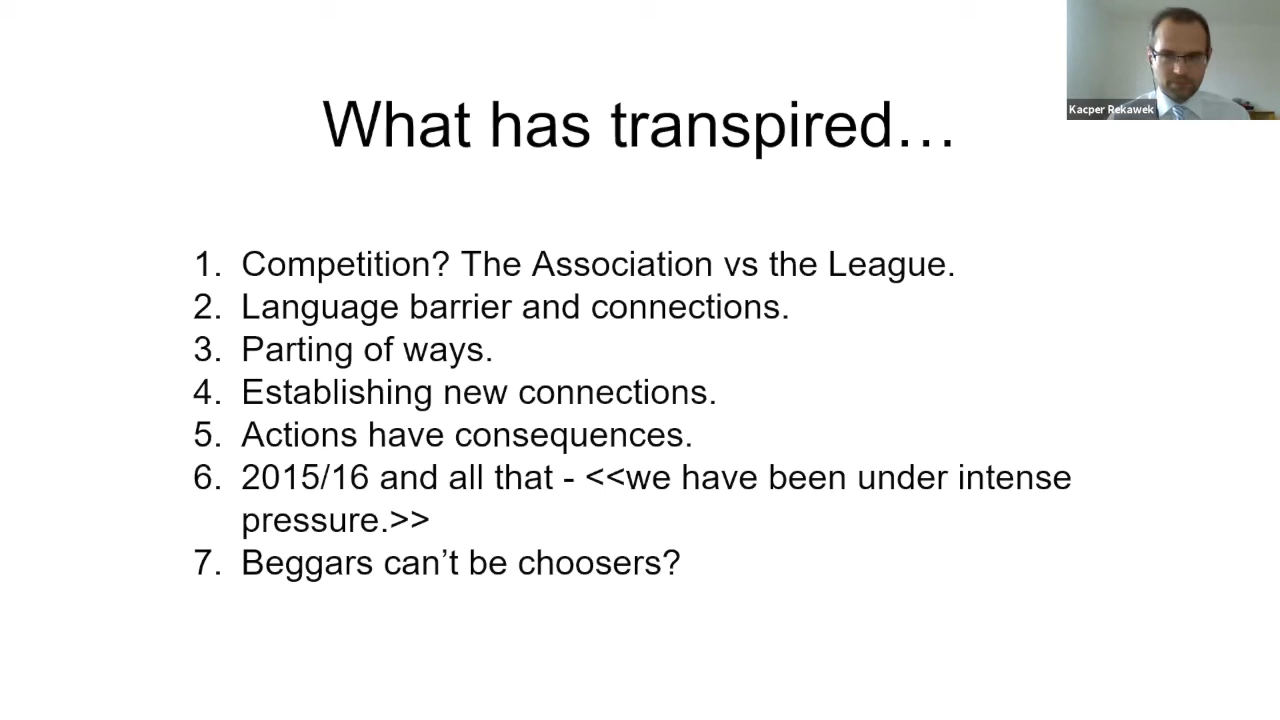 Kacper Rekawek
What has transpired…
1. Competition? The Association vs the League.
2. Language barrier and connections.
3. Parting of ways.
4. Establishing new connections.
5. Actions have consequences.
6. 2015/16 and all that - <<we have been under intense
pressure.>>
7. Beggars can’t be choosers?